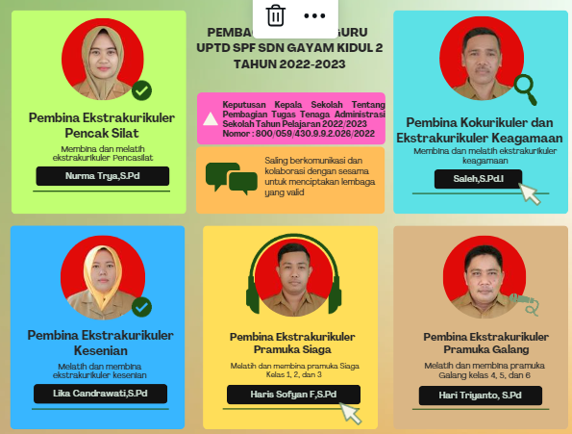 PEMBA GURU
UPTD SPF SDN GAYAM KIDUL 2
TAHUN 2022-2023
Pembina Ekstrakurikuler
Pencak Silat
Membina dan melatih
ekstrakurikuler Pencasilat
Nurma Trya,S.Pd
Keputusan Kepala Sekolah Tentang
Pembagian Tugas Tenaga Administrasi
Sekolah Tahun Pelajaran 2022/2023
Nomor : 800/059/430.9.9.2.026/2022
Saling berkomunikasi dan
kolaborasi dengan sesama
untuk menciptakan lembaga
yang valid
Pembina Kokurikuler dan
Ekstrakurikuler Keagamaan
Membina dan melatih ekstrakurikuler
keagamaan
Saleh,S.Pd.I
Pembina Ekstrakurikuler
Kesenian
Melatih dan membina
ekstrakurikuler kesenian
Lika Candrawati,S.Pd
Pembina Ekstrakurikuler
Pramuka Siaga
Melatih dan membina pramuka Siaga
Kelas 1, 2, dan 3
Haris Sofyan F,S.Pd
Pembina Ekstrakurikuler
Pramuka Galang
Melatih dan membina pramuka
Galang kelas 4, 5, dan 6
Hari Triyanto, S.Pd